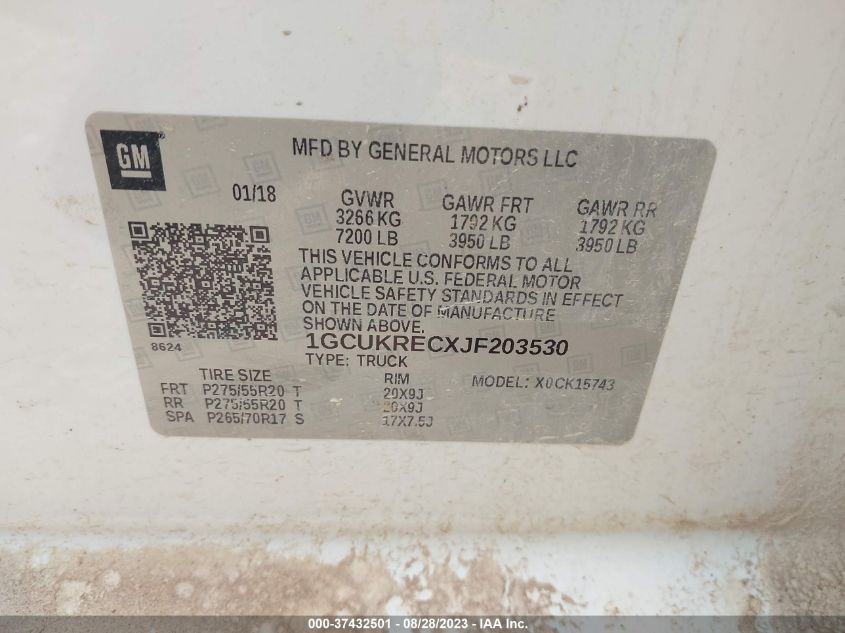 GM
MFD BY GENERAL MOTORS LLC
01/18 GVWR GAWR FRT GAWR RR
3266 KG 1792 KG 1792 KG
7200 LB 3950 LB 3950 LB
THIS VEHICLE CONFORMS TO ALL
APPLICABLE U.S. FEDERAL MOTOR
VEHICLE SAFETY STANDARDS IN EFFECT
ON THE DATE OF MANUFACTURE
SHOWN ABOVE.
8624
1GCUKRECXJF203530
TYPE: TRUCK
TIRE SIZE RIM MODEL: X0CK15743
FRT P275/55R20 T 20X9J
RR P275/55R20 T 20X9J
SPA P265/70R17 S 17X7.5J
000-37432501 - 08/28/2023 - IAA Inc.